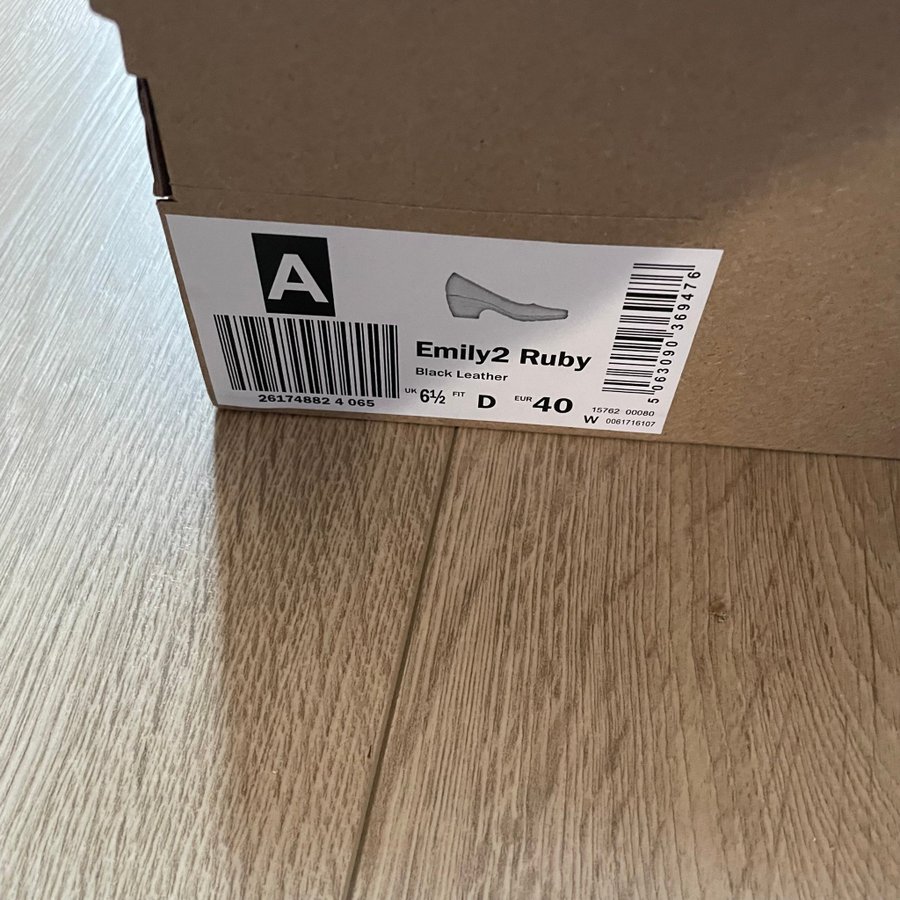 A
26174882 4 065
Emily2 Ruby
Black Leather
UK 6½ FIT D EUR 40
15762 00080
W 0061716107
5 063090 369476